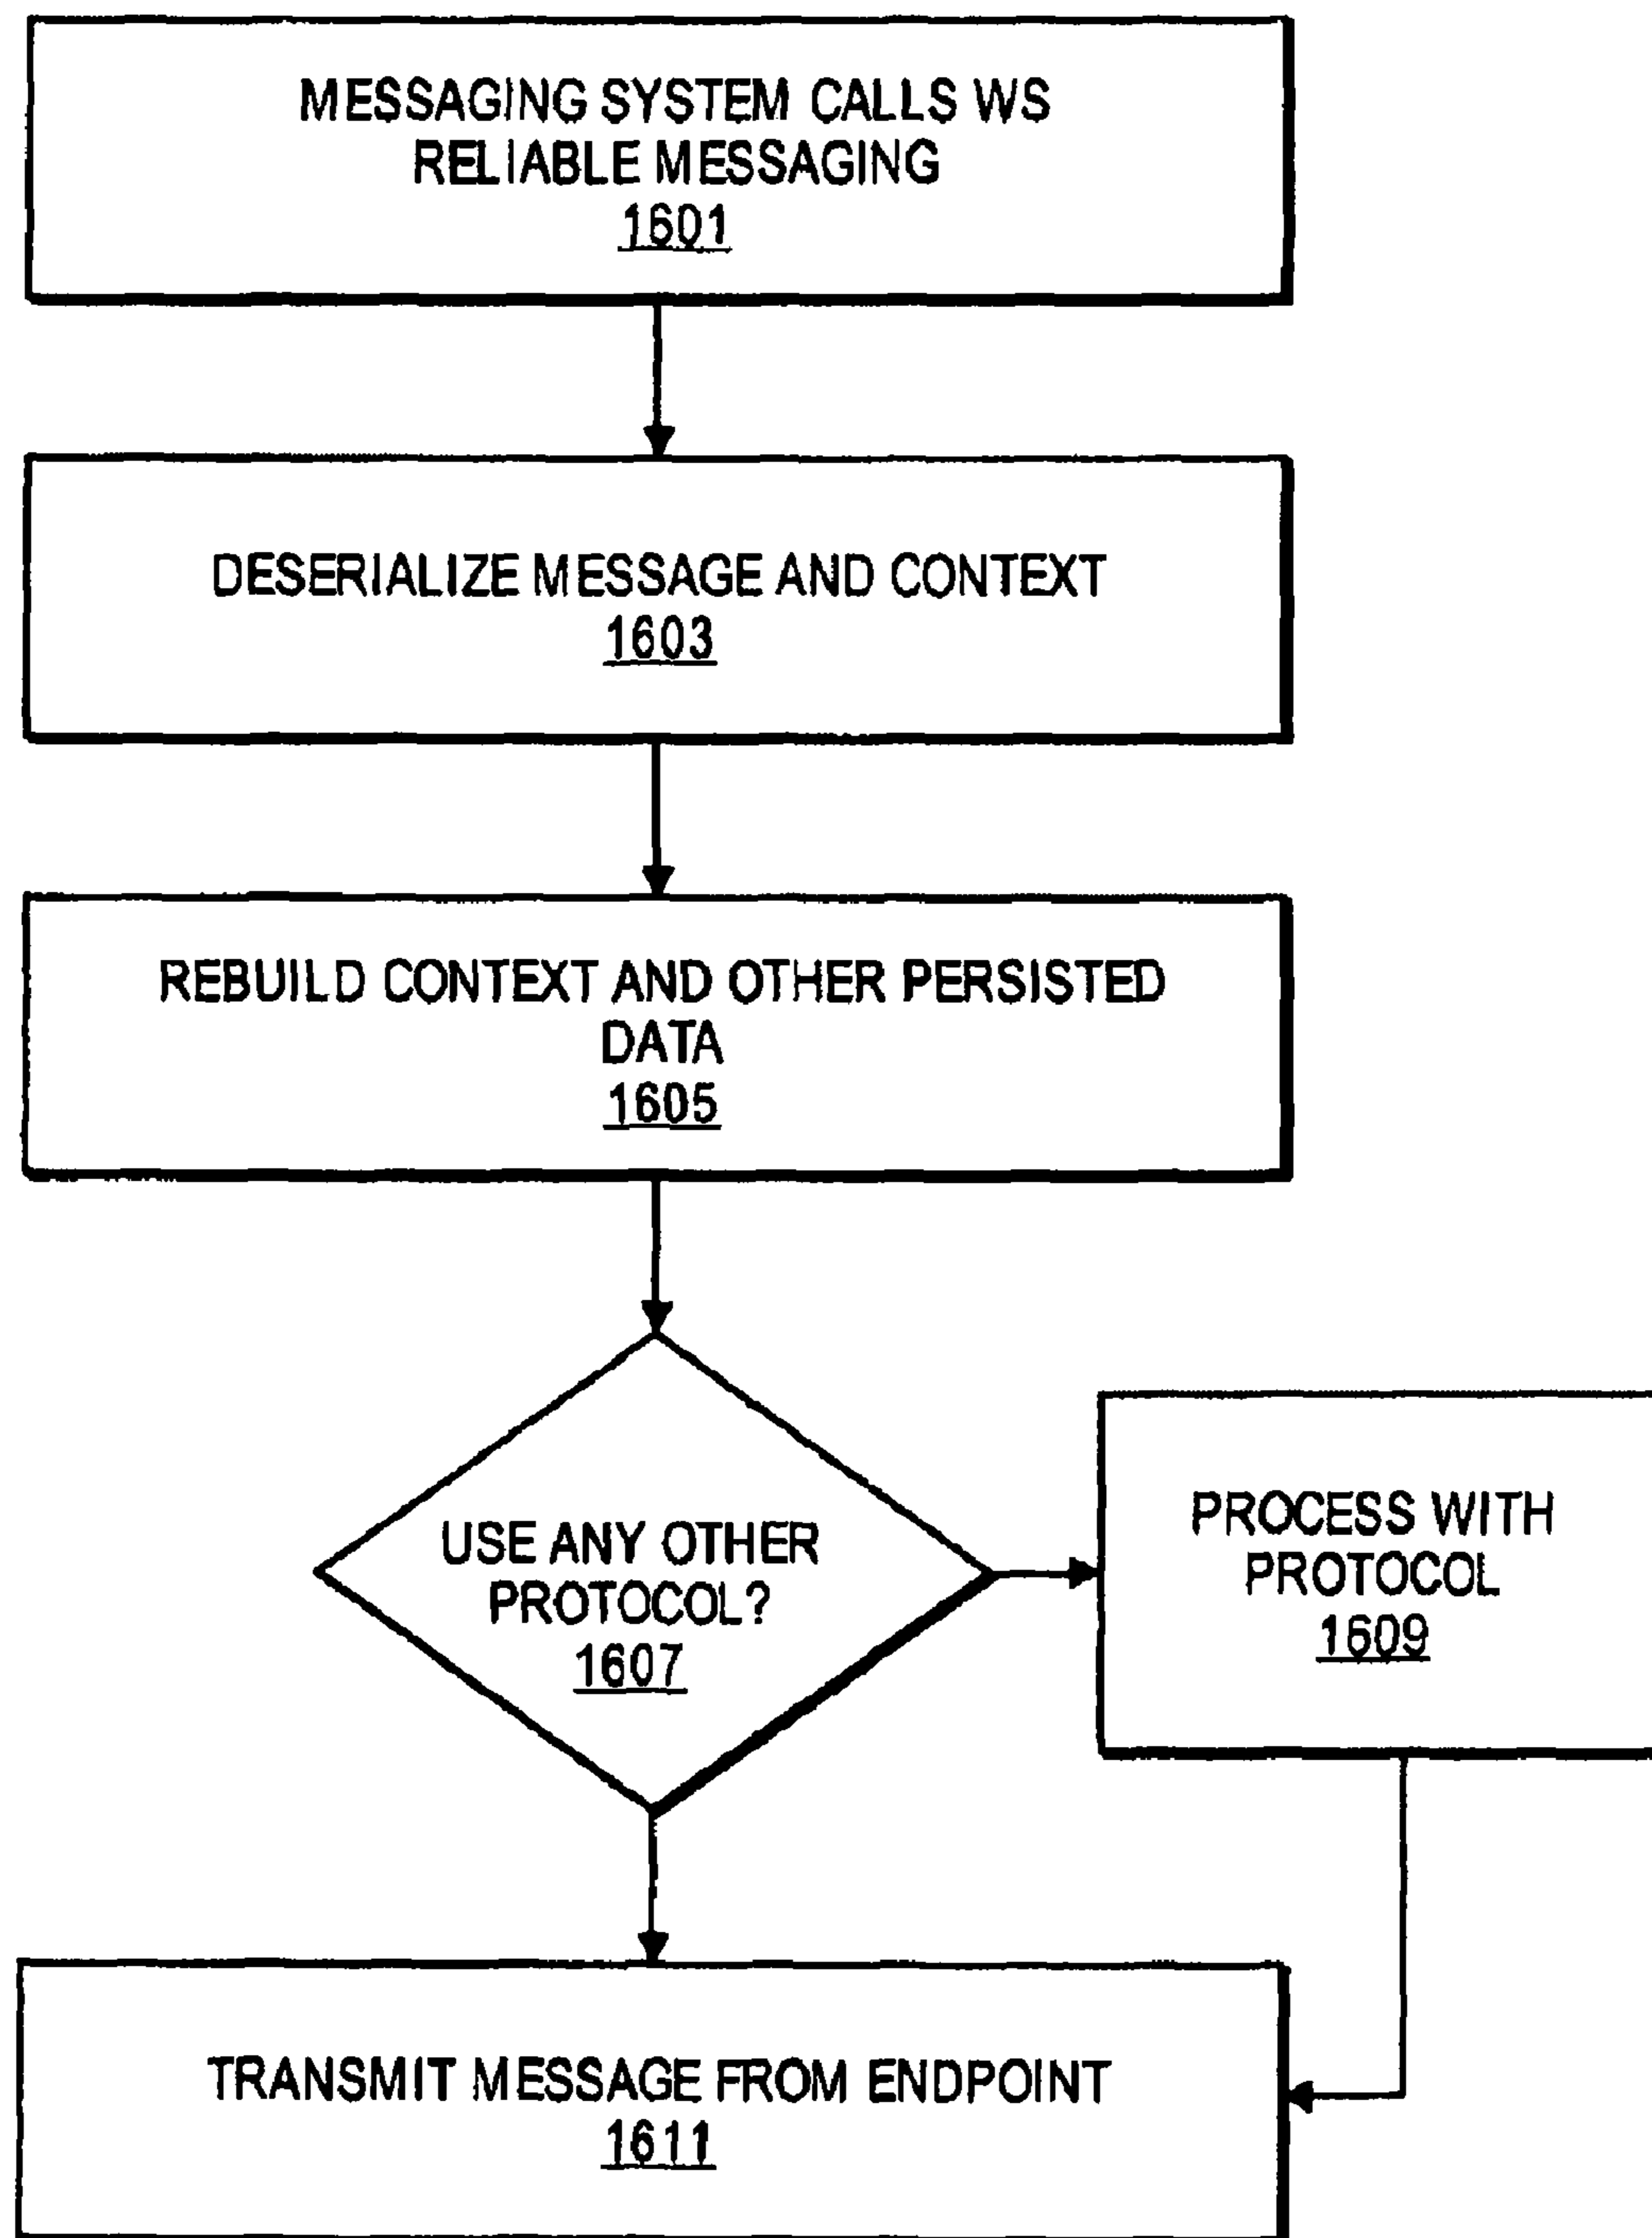 MESSAGING SYSTEM CALLS WS
RELIABLE MESSAGING
1601
DESERIALIZE MESSAGE AND CONTEXT
1603
REBUILD CONTEXT AND OTHER PERSISTED
DATA
1605
USE ANY OTHER
PROTOCOL?
1607
PROCESS WITH
PROTOCOL
1609
TRANSMIT MESSAGE FROM ENDPOINT
1611